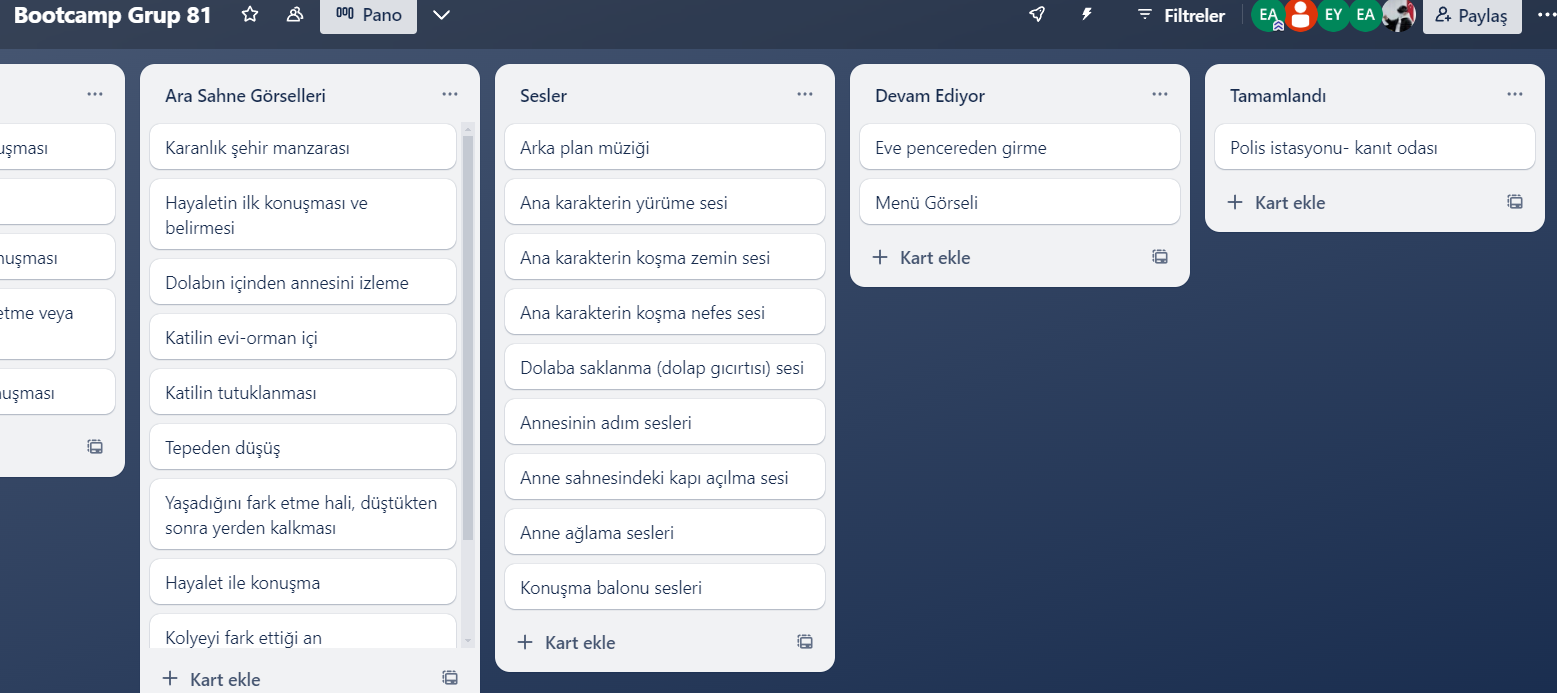 Bootcamp Grup 81
Pano
Filtreler
EA
EY
EA
Paylaş
uşması
nuşması
etme veya
uşması
Ara Sahne Görselleri
Karanlık şehir manzarası
Hayaletin ilk konuşması ve
belirmesi
Dolabın içinden annesini izleme
Katilin evi-orman içi
Katilin tutuklanması
Tepeden düşüş
Yaşadığını fark etme hali, düştükten
sonra yerden kalkması
Hayalet ile konuşma
Kolyeyi fark ettiği an
+ Kart ekle
Sesler
Arka plan müziği
Ana karakterin yürüme sesi
Ana karakterin koşma zemin sesi
Ana karakterin koşma nefes sesi
Dolaba saklanma (dolap gıcırtısı) sesi
Annesinin adım sesleri
Anne sahnesindeki kapı açılma sesi
Anne ağlama sesleri
Konuşma balonu sesleri
+ Kart ekle
Devam Ediyor
Eve pencereden girme
Menü Görseli
+ Kart ekle
Tamamlandı
Polis istasyonu- kanıt odası
+ Kart ekle